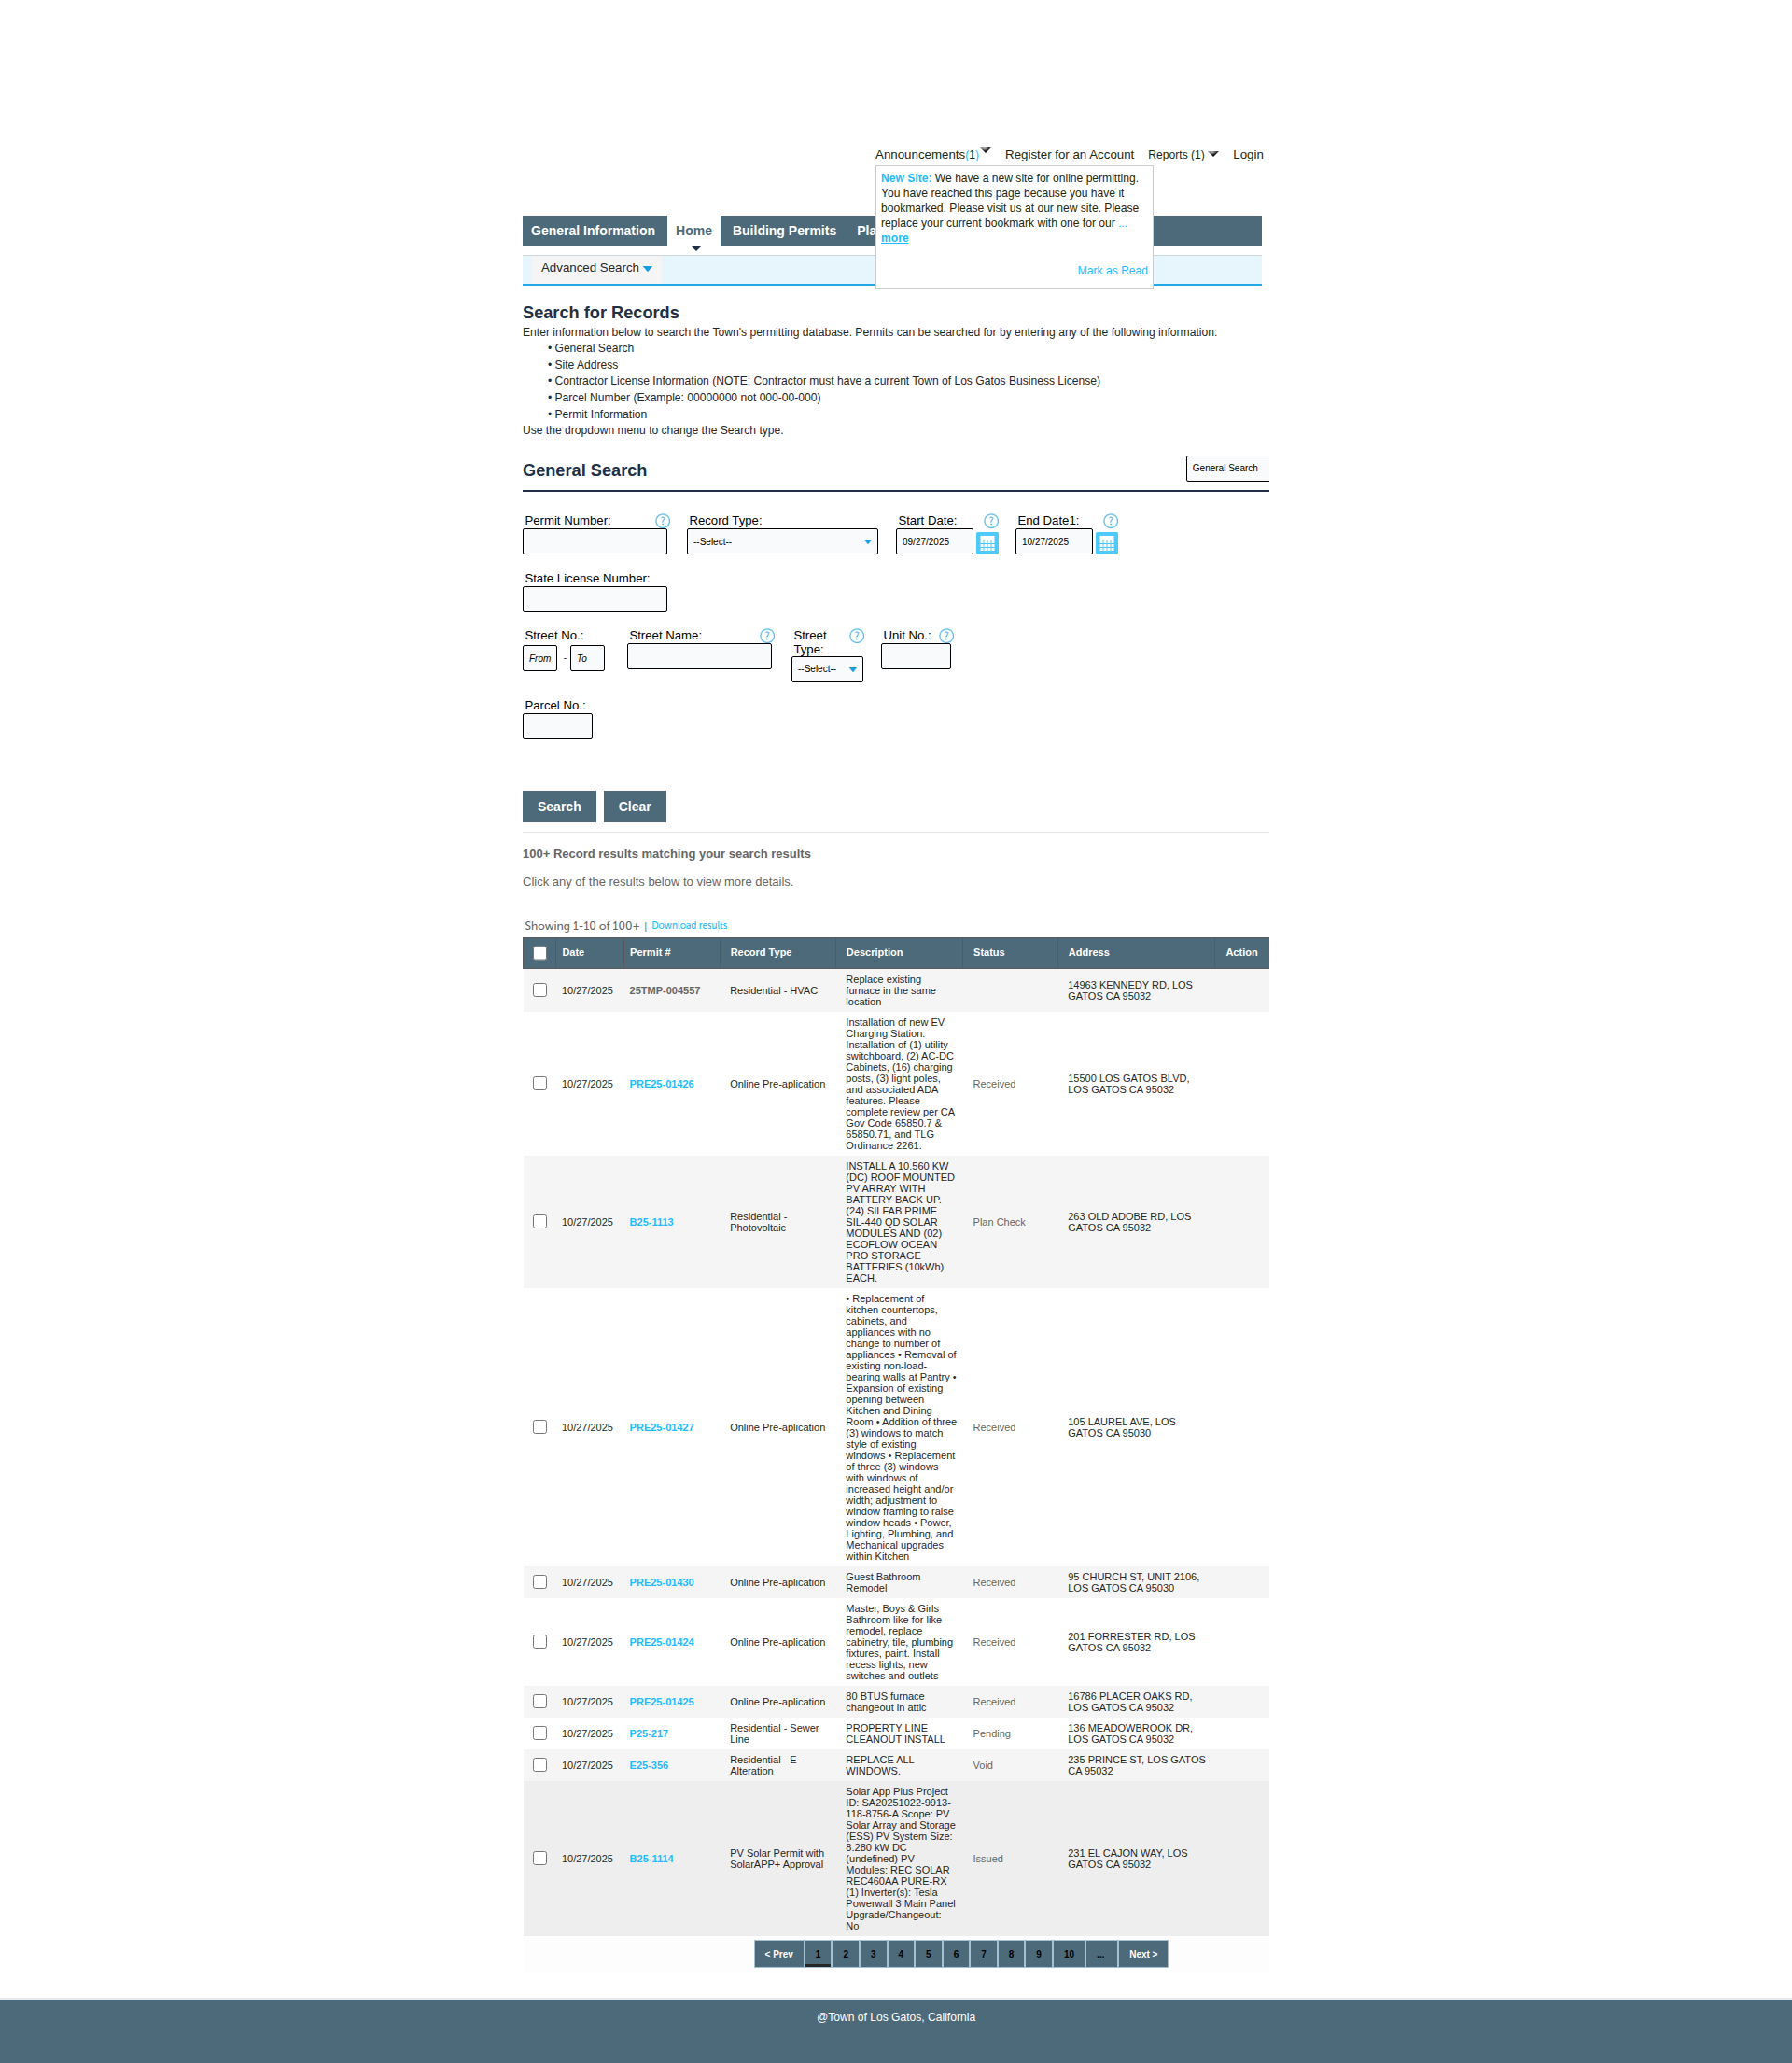 Announcements(1) Register for an Account Reports (1) Login
New Site: We have a new site for online permitting.
You have reached this page because you have it
bookmarked. Please visit us at our new site. Please
replace your current bookmark with one for our ...
more
Mark as Read
General Information Home Building Permits Pla
Advanced Search
Search for Records
Enter information below to search the Town's permitting database. Permits can be searched for by entering any of the following information:
• General Search
• Site Address
• Contractor License Information (NOTE: Contractor must have a current Town of Los Gatos Business License)
• Parcel Number (Example: 00000000 not 000-00-000)
• Permit Information
Use the dropdown menu to change the Search type.
General Search
General Search
Permit Number: ? Record Type: Start Date: ? End Date1: ?
--Select-- 09/27/2025 10/27/2025
State License Number:
Street No.: Street Name: ? Street Type: ? Unit No.: ?
From - To --Select--
Parcel No.:
Search Clear
100+ Record results matching your search results
Click any of the results below to view more details.
Showing 1-10 of 100+ | Download results
Date Permit # Record Type Description Status Address Action
10/27/2025 25TMP-004557 Residential - HVAC
Replace existing
furnace in the same
location
14963 KENNEDY RD, LOS
GATOS CA 95032
10/27/2025 PRE25-01426 Online Pre-aplication
Installation of new EV
Charging Station.
Installation of (1) utility
switchboard, (2) AC-DC
Cabinets, (16) charging
posts, (3) light poles,
and associated ADA
features. Please
complete review per CA
Gov Code 65850.7 &
65850.71, and TLG
Ordinance 2261.
Received
15500 LOS GATOS BLVD,
LOS GATOS CA 95032
10/27/2025 B25-1113
Residential -
Photovoltaic
INSTALL A 10.560 KW
(DC) ROOF MOUNTED
PV ARRAY WITH
BATTERY BACK UP.
(24) SILFAB PRIME
SIL-440 QD SOLAR
MODULES AND (02)
ECOFLOW OCEAN
PRO STORAGE
BATTERIES (10kWh)
EACH.
Plan Check
263 OLD ADOBE RD, LOS
GATOS CA 95032
10/27/2025 PRE25-01427 Online Pre-aplication
• Replacement of
kitchen countertops,
cabinets, and
appliances with no
change to number of
appliances • Removal of
existing non-load-
bearing walls at Pantry •
Expansion of existing
opening between
Kitchen and Dining
Room • Addition of three
(3) windows to match
style of existing
windows • Replacement
of three (3) windows
with windows of
increased height and/or
width; adjustment to
window framing to raise
window heads • Power,
Lighting, Plumbing, and
Mechanical upgrades
within Kitchen
Received
105 LAUREL AVE, LOS
GATOS CA 95030
10/27/2025 PRE25-01430 Online Pre-aplication
Guest Bathroom
Remodel
Received
95 CHURCH ST, UNIT 2106,
LOS GATOS CA 95030
10/27/2025 PRE25-01424 Online Pre-aplication
Master, Boys & Girls
Bathroom like for like
remodel, replace
cabinetry, tile, plumbing
fixtures, paint. Install
recess lights, new
switches and outlets
Received
201 FORRESTER RD, LOS
GATOS CA 95032
10/27/2025 PRE25-01425 Online Pre-aplication
80 BTUS furnace
changeout in attic
Received
16786 PLACER OAKS RD,
LOS GATOS CA 95032
10/27/2025 P25-217
Residential - Sewer
Line
PROPERTY LINE
CLEANOUT INSTALL
Pending
136 MEADOWBROOK DR,
LOS GATOS CA 95032
10/27/2025 E25-356
Residential - E -
Alteration
REPLACE ALL
WINDOWS.
Void
235 PRINCE ST, LOS GATOS
CA 95032
10/27/2025 B25-1114
PV Solar Permit with
SolarAPP+ Approval
Solar App Plus Project
ID: SA20251022-9913-
118-8756-A Scope: PV
Solar Array and Storage
(ESS) PV System Size:
8.280 kW DC
(undefined) PV
Modules: REC SOLAR
REC460AA PURE-RX
(1) Inverter(s): Tesla
Powerwall 3 Main Panel
Upgrade/Changeout:
No
Issued
231 EL CAJON WAY, LOS
GATOS CA 95032
< Prev 1 2 3 4 5 6 7 8 9 10 ... Next >
@Town of Los Gatos, California